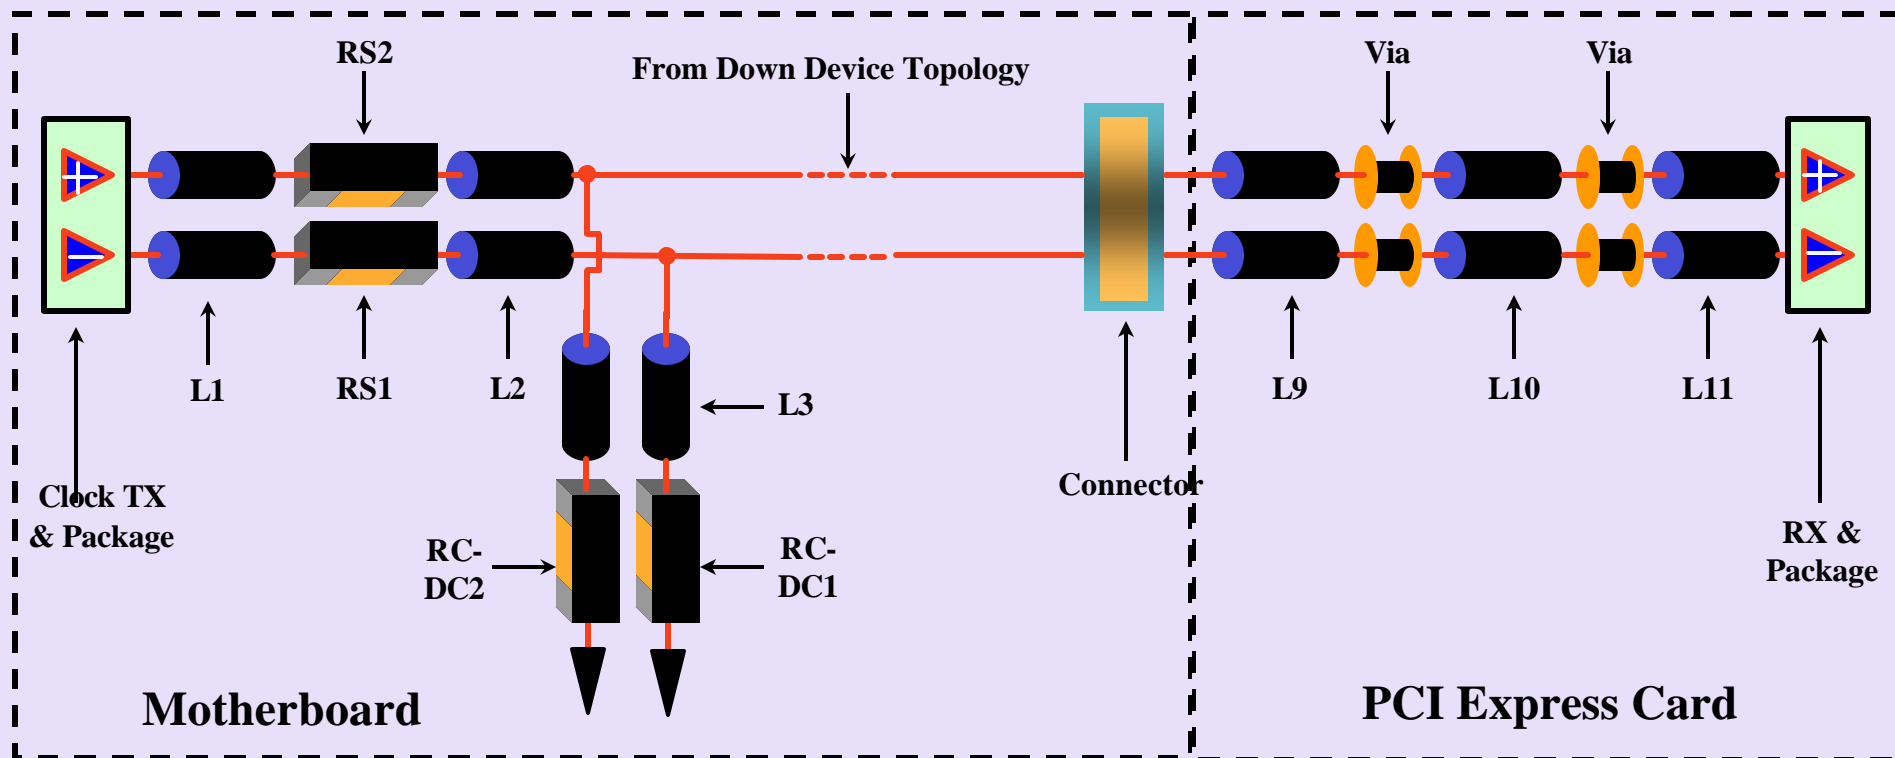 RS2
From Down Device Topology
Via
Via
L1
RS1
L2
L3
L9
L10
L11
Connector
Clock TX
& Package
RC-
DC2
RC-
DC1
RX &
Package
Motherboard
PCI Express Card